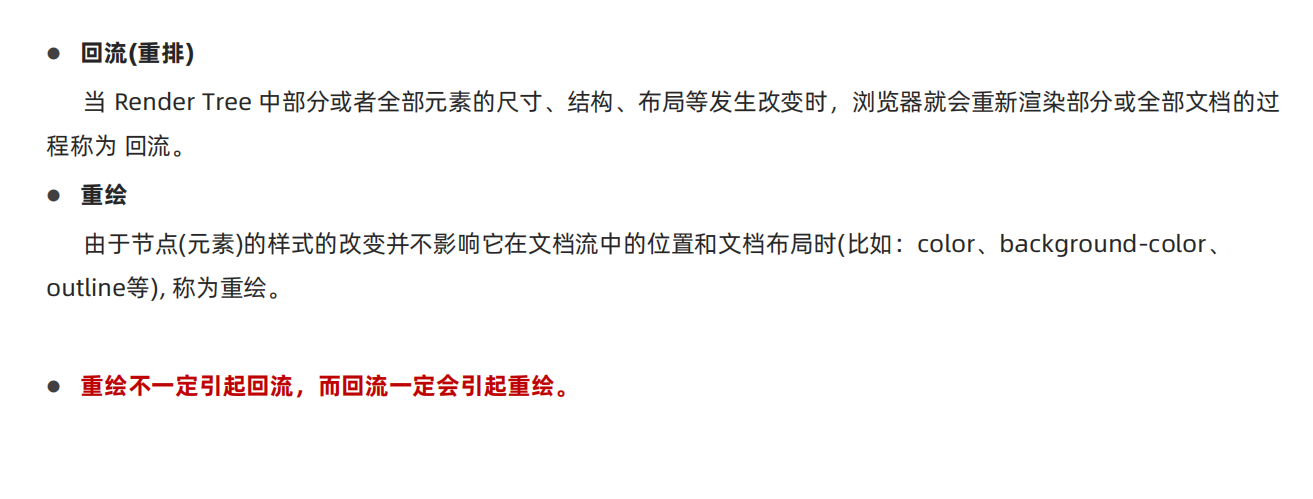 ● 回流(重排)
当 Render Tree 中部分或者全部元素的尺寸、结构、布局等发生改变时，浏览器就会重新渲染部分或全部文档的过
程称为 回流。
● 重绘
由于节点(元素)的样式的改变并不影响它在文档流中的位置和文档布局时(比如：color、background-color、
outline等), 称为重绘。
● 重绘不一定引起回流，而回流一定会引起重绘。